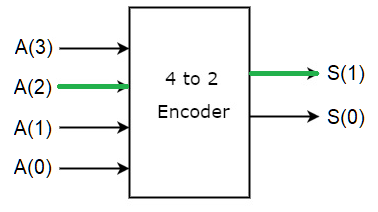 A(3)
A(2)
A(1)
A(0)
4 to 2
Encoder
S(1)
S(0)